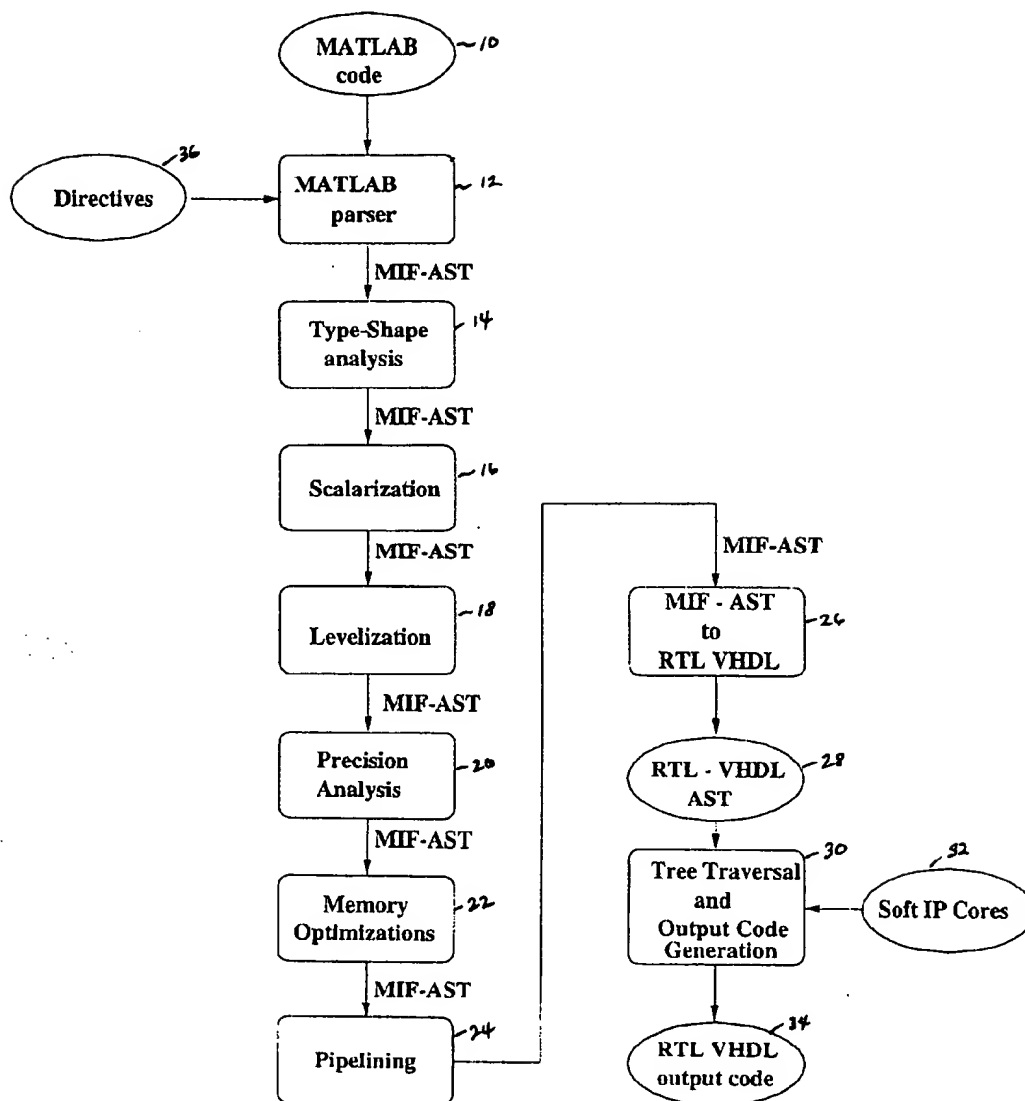 MATLAB
code
10
36
Directives
MATLAB
parser
12
MIF-AST
Type-Shape
analysis
14
MIF-AST
Scalarization
16
MIF-AST
Levelization
18
MIF-AST
Precision
Analysis
20
MIF-AST
Memory
Optimizations
22
MIF-AST
Pipelining
24
MIF-AST
MIF - AST
to
RTL VHDL
26
RTL - VHDL
AST
28
Tree Traversal
and
Output Code
Generation
30
32
Soft IP Cores
34
RTL VHDL
output code